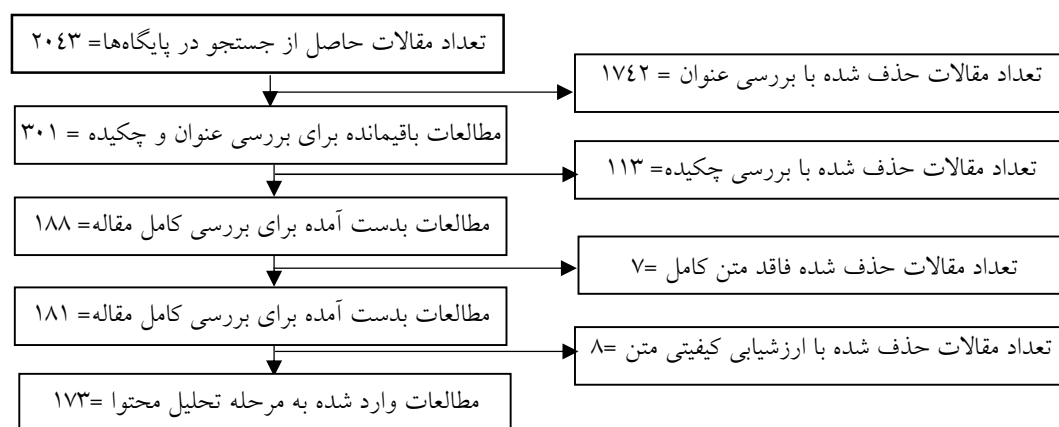 تعداد مقالات حاصل از جستجو در پایگاه‌ها= ۲۰٤۳
تعداد مقالات حذف شده با بررسی عنوان = ۱۷٤۲
مطالعات باقیمانده برای بررسی عنوان و چکیده = ۳۰۱
تعداد مقالات حذف شده با بررسی چکیده= ۱۱۳
مطالعات بدست آمده برای بررسی کامل مقاله= ۱۸۸
تعداد مقالات حذف شده فاقد متن کامل =۷
مطالعات بدست آمده برای بررسی کامل مقاله= ۱۸۱
تعداد مقالات حذف شده با ارزشیابی کیفیتی متن =۸
مطالعات وارد شده به مرحله تحلیل محتوا =۱۷۳